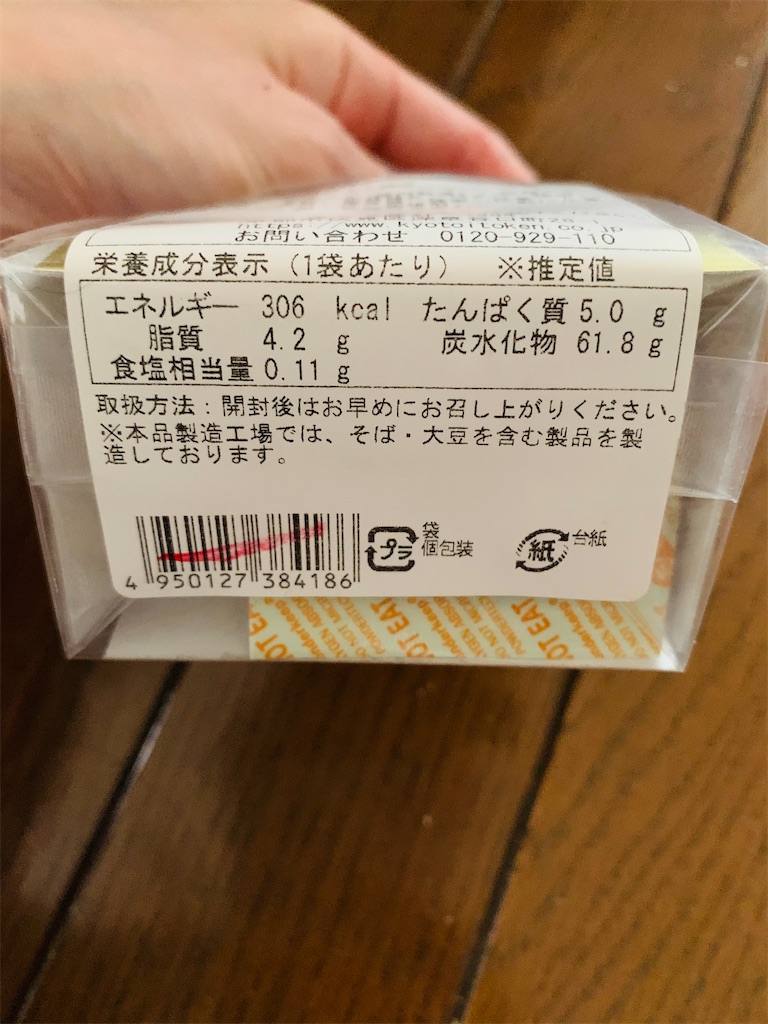 https://www.kyotoitoken.co.jp/
お問い合わせ 0120-929-110
栄養成分表示(1袋あたり) ※推定値
エネルギー 306 kcal たんぱく質 5.0 g
脂質 4.2 g 炭水化物 61.8 g
食塩相当量 0.11 g
取扱方法:開封後はお早めにお召し上がりください。
※本品製造工場では、そば・大豆を含む製品を製
造しております。
プラ 袋
個包装
紙 台紙
4 950127 384186